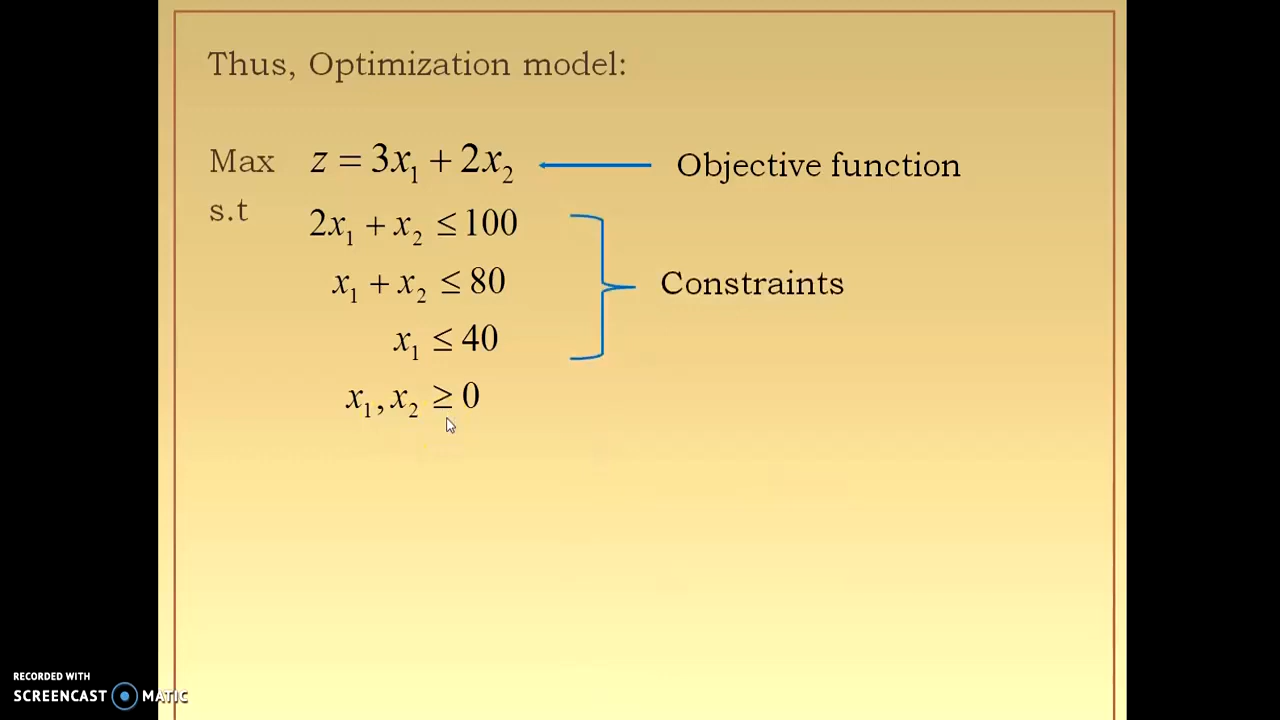 Thus, Optimization model:
Max z = 3x₁ + 2x₂ Objective function
s.t
2x₁ + x₂ ≤ 100
x₁ + x₂ ≤ 80 Constraints
x₁ ≤ 40
x₁, x₂ ≥ 0
RECORDED WITH
SCREENCAST MATIC